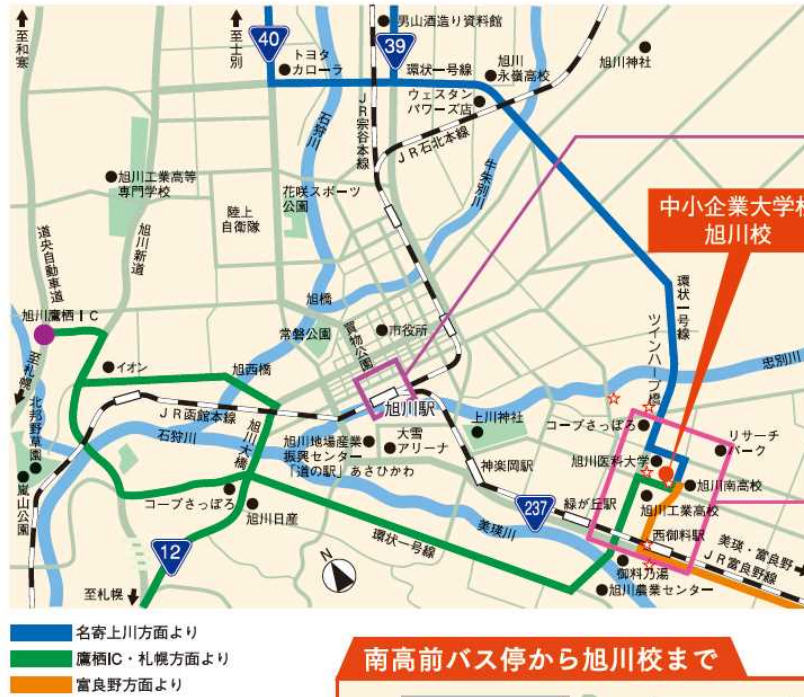 至和寒
至士別
40
39
男山酒造り資料館
トヨタ
カローラ
環状一号線
旭川
永嶺高校
旭川神社
ウェスタン
パワーズ店
JR宗谷本線
JR石北本線
石狩川
牛朱別川
旭川工業高等
専門学校
花咲スポーツ
公園
陸上
自衛隊
中小企業大学校
旭川校
道央自動車道
旭川新道
旭橋
環状一号線
ツインハープ橋
旭川鷹栖IC
常磐公園
買物公園
市役所
忠別川
至札幌
イオン
旭西橋
旭川駅
北邦野草園
JR函館本線
石狩川
旭川大橋
上川神社
コープさっぽろ
リサーチ
パーク
旭川地場産業
振興センター
「道の駅」あさひかわ
大雪
アリーナ
神楽岡駅
旭川医科大学
旭川南高校
嵐山公園
コープさっぽろ
旭川日産
237
緑が丘駅
旭川工業高校
西御料駅
12
環状一号線
美瑛川
美瑛・富良野
JR富良野線
N
御料乃湯
旭川農業センター
至札幌
名寄上川方面より
鷹栖IC・札幌方面より
富良野方面より
南高前バス停から旭川校まで